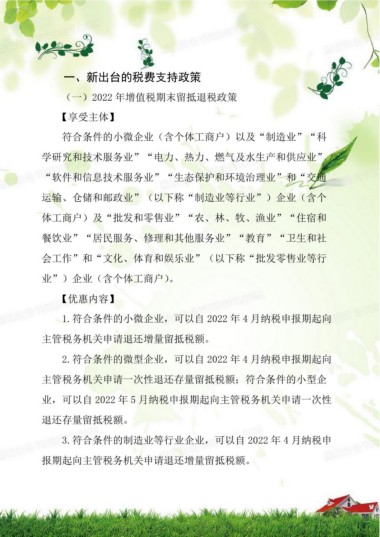 一、新出台的税费支持政策
（一）2022 年增值税期末留抵退税政策
【享受主体】
符合条件的小微企业（含个体工商户）以及“制造业”“科
学研究和技术服务业”“电力、热力、燃气及水生产和供应业”
“软件和信息技术服务业”“生态保护和环境治理业”和“交通
运输、仓储和邮政业”（以下称“制造业等行业”）企业（含个
体工商户）及“批发和零售业”“农、林、牧、渔业”“住宿和
餐饮业”“居民服务、修理和其他服务业”“教育”“卫生和社
会工作”和“文化、体育和娱乐业”（以下称“批发零售业等行
业”）企业（含个体工商户）。
【优惠内容】
1.符合条件的小微企业，可以自 2022 年 4 月纳税申报期起向
主管税务机关申请退还增量留抵税额。
2.符合条件的微型企业，可以自 2022 年 4 月纳税申报期起向
主管税务机关申请一次性退还存量留抵税额；符合条件的小型企
业，可以自 2022 年 5 月纳税申报期起向主管税务机关申请一次性
退还存量留抵税额。
3.符合条件的制造业等行业企业，可以自 2022 年 4 月纳税申
报期起向主管税务机关申请退还增量留抵税额。